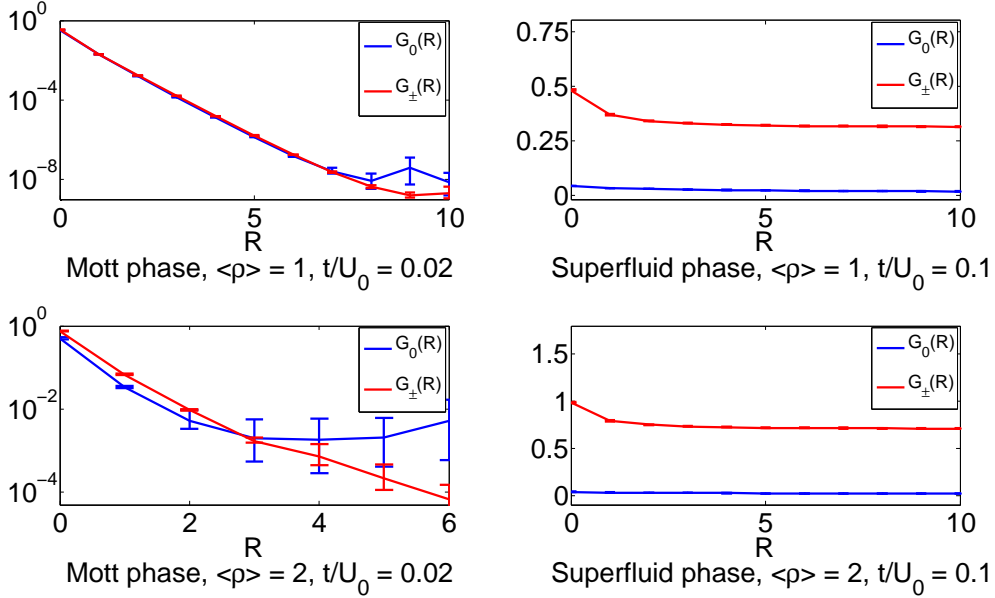 10^0
10^-4
10^-8
G_0(R)
G_±(R)
0 5 10
R
Mott phase, <ρ> = 1, t/U_0 = 0.02
0.75
0.5
0.25
0
G_0(R)
G_±(R)
0 5 10
R
Superfluid phase, <ρ> = 1, t/U_0 = 0.1
10^0
10^-2
10^-4
G_0(R)
G_±(R)
0 2 4 6
R
Mott phase, <ρ> = 2, t/U_0 = 0.02
1.5
1
0.5
0
G_0(R)
G_±(R)
0 5 10
R
Superfluid phase, <ρ> = 2, t/U_0 = 0.1